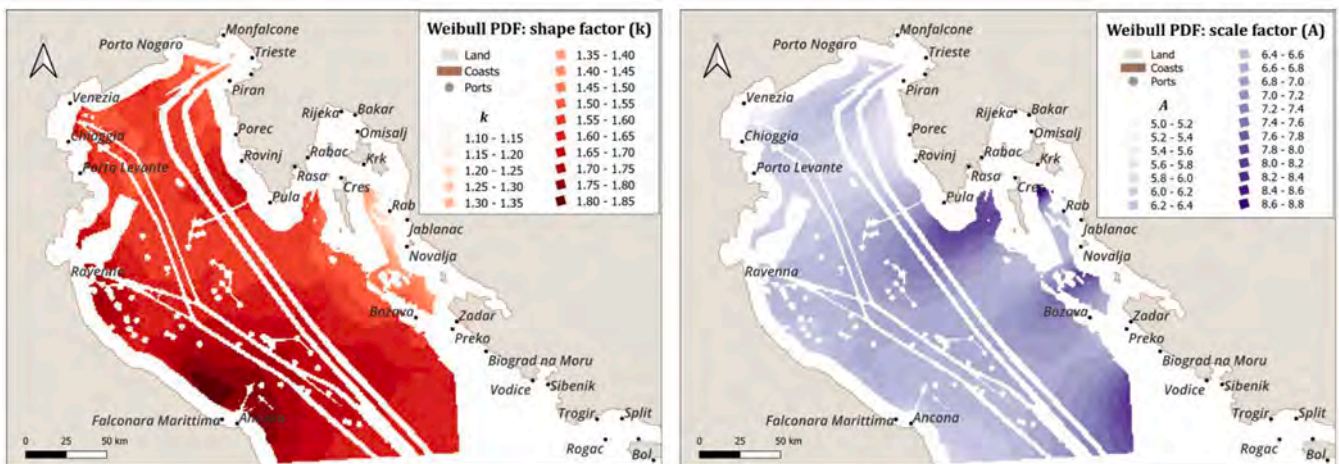 Weibull PDF: shape factor (k)
Land
Coasts
Ports
k
1.10 - 1.15
1.15 - 1.20
1.20 - 1.25
1.25 - 1.30
1.30 - 1.35
1.35 - 1.40
1.40 - 1.45
1.45 - 1.50
1.50 - 1.55
1.55 - 1.60
1.60 - 1.65
1.65 - 1.70
1.70 - 1.75
1.75 - 1.80
1.80 - 1.85
Monfalcone
Porto Nogaro
Trieste
Piran
Venezia
Rijeka
Bakar
Chioggia
Porec
Omisalj
Rabac
Krk
Porto Levante
Rovinj
Rasa
Cres
Pula
Rab
Jablanac
Novalja
Ravenna
Bozava
Zadar
Preko
Biograd na Moru
Vodice
Sibenik
Falconara Marittima
Ancona
Trogir
Split
Rogac
Bol
0 25 50 km
Weibull PDF: scale factor (A)
Land
Coasts
Ports
A
5.0 - 5.2
5.2 - 5.4
5.4 - 5.6
5.6 - 5.8
5.8 - 6.0
6.0 - 6.2
6.2 - 6.4
6.4 - 6.6
6.6 - 6.8
6.8 - 7.0
7.0 - 7.2
7.2 - 7.4
7.4 - 7.6
7.6 - 7.8
7.8 - 8.0
8.0 - 8.2
8.2 - 8.4
8.4 - 8.6
8.6 - 8.8
Monfalcone
Porto Nogaro
Trieste
Piran
Venezia
Rijeka
Bakar
Chioggia
Porec
Omisalj
Rabac
Krk
Porto Levante
Rovinj
Rasa
Cres
Pula
Rab
Jablanac
Novalja
Ravenna
Bozava
Zadar
Preko
Biograd na Moru
Vodice
Sibenik
Falconara Marittima
Ancona
Trogir
Split
Rogac
Bol
0 25 50 km